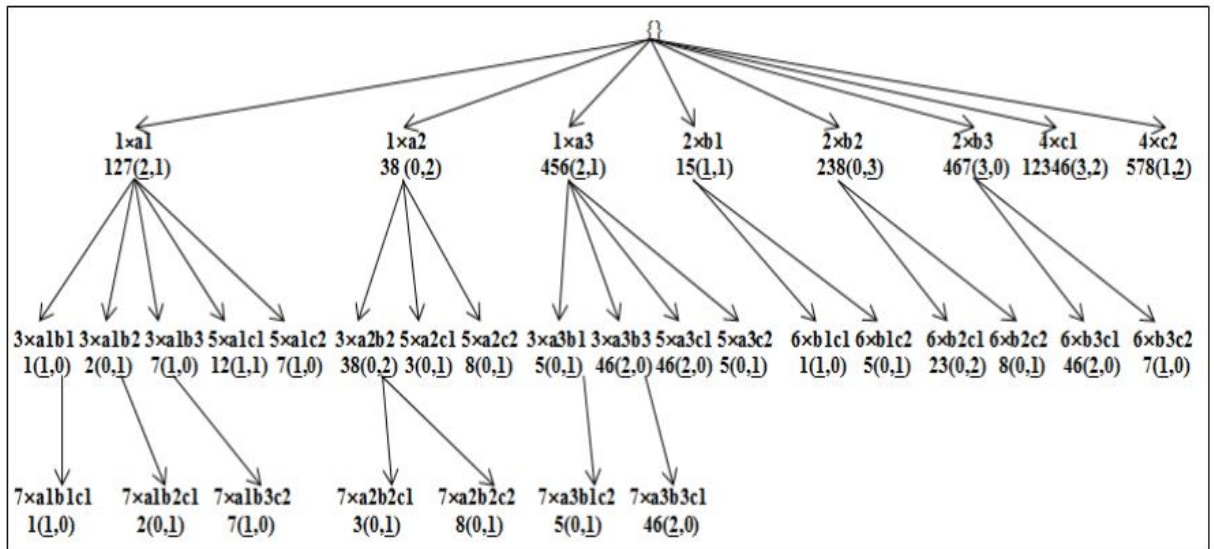 {}
1×a1 1×a2 1×a3 2×b1 2×b2 2×b3 4×c1 4×c2
127(2,1) 38 (0,2) 456(2,1) 15(1,1) 238(0,3) 467(3,0) 12346(3,2) 578(1,2)
3×a1b1 3×a1b2 3×a1b3 5×a1c1 5×a1c2 3×a2b2 5×a2c1 5×a2c2 3×a3b1 3×a3b3 5×a3c1 5×a3c2 6×b1c1 6×b1c2 6×b2c1 6×b2c2 6×b3c1 6×b3c2
1(1,0) 2(0,1) 7(1,0) 12(1,1) 7(1,0) 38(0,2) 3(0,1) 8(0,1) 5(0,1) 46(2,0) 46(2,0) 5(0,1) 1(1,0) 5(0,1) 23(0,2) 8(0,1) 46(2,0) 7(1,0)
7×a1b1c1 7×a1b2c1 7×a1b3c2 7×a2b2c1 7×a2b2c2 7×a3b1c2 7×a3b3c1
1(1,0) 2(0,1) 7(1,0) 3(0,1) 8(0,1) 5(0,1) 46(2,0)